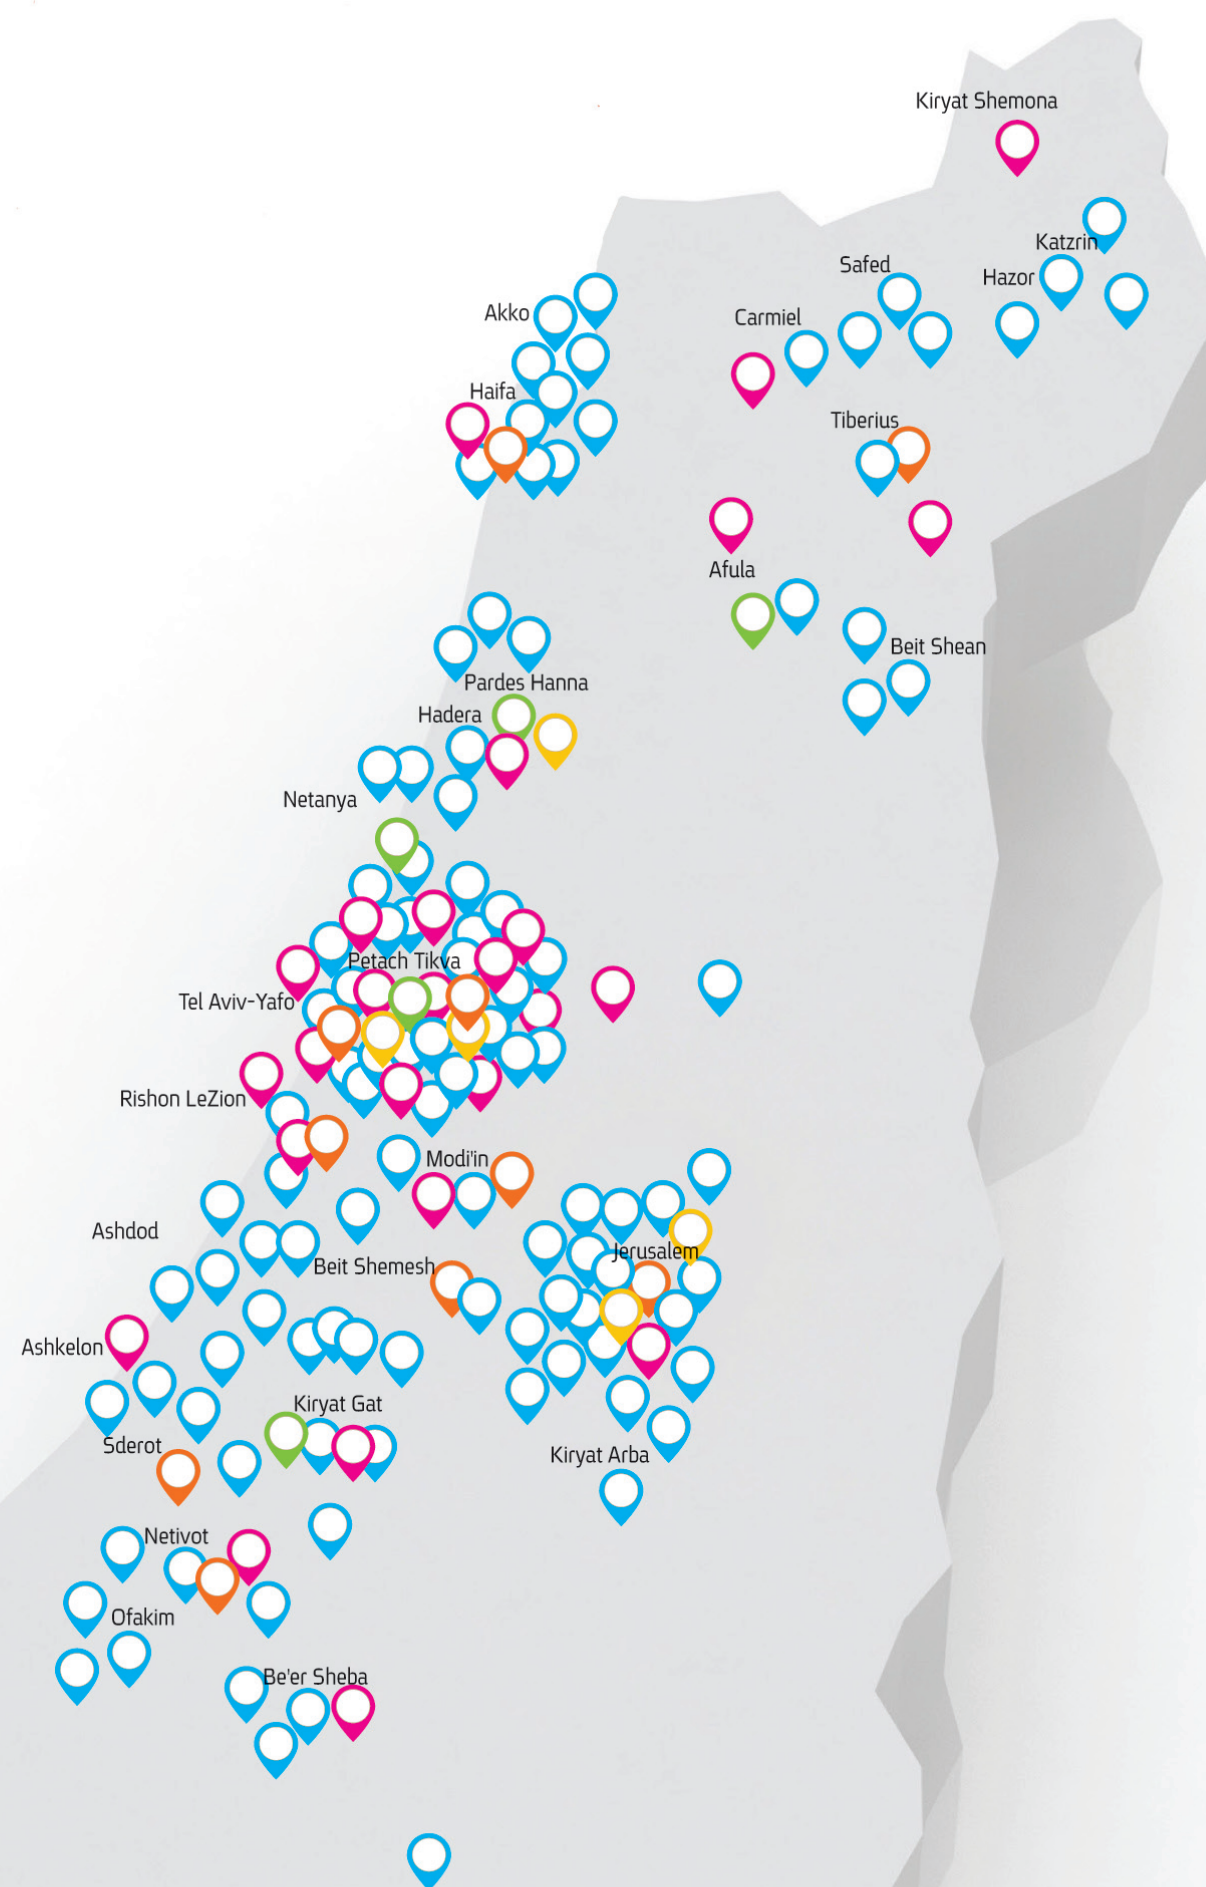 Kiryat Shemona
Katzrin
Safed
Hazor
Akko
Carmiel
Haifa
Tiberius
Afula
Beit Shean
Pardes Hanna
Hadera
Netanya
Petach Tikva
Tel Aviv-Yafo
Rishon LeZion
Modi'in
Ashdod
Jerusalem
Beit Shemesh
Ashkelon
Kiryat Gat
Sderot
Kiryat Arba
Netivot
Ofakim
Be'er Sheba